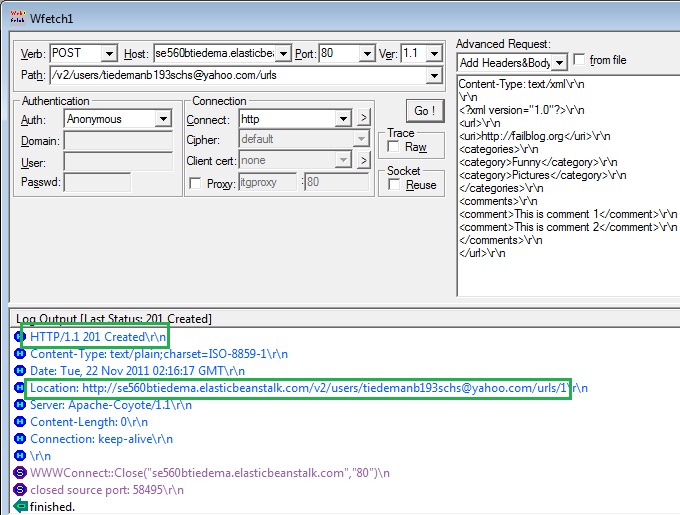 Wfetch1
Verb: POST Host: se560btiedema.elasticbean Port: 80 Ver: 1.1
Path: /v2/users/tiedemanb193schs@yahoo.com/urls
Advanced Request:
Add Headers&Body from file
Authentication
Auth: Anonymous
Domain:
User:
Passwd:
Connection
Connect: http >
Cipher: default
Client cert: none >
Proxy: itgproxy : 80
Go !
Trace
Raw
Socket
Reuse
Content-Type: text/xml\r\n
\r\n
<?xml version="1.0"?>\r\n
<url>\r\n
<uri>http://failblog.org</uri>\r\n
<categories>\r\n
<category>Funny</category>\r\n
<category>Pictures</category>\r\n
</categories>\r\n
<comments>\r\n
<comment>This is comment 1</comment>\r\n
<comment>This is comment 2</comment>\r\n
</comments>\r\n
</url>\r\n
Log Output [Last Status: 201 Created]
HTTP/1.1 201 Created\r\n
Content-Type: text/plain;charset=ISO-8859-1\r\n
Date: Tue, 22 Nov 2011 02:16:17 GMT\r\n
Location: http://se560btiedema.elasticbeanstalk.com/v2/users/tiedemanb193schs@yahoo.com/urls/1\r\n
Server: Apache-Coyote/1.1\r\n
Content-Length: 0\r\n
Connection: keep-alive\r\n
\r\n
WWWConnect::Close("se560btiedema.elasticbeanstalk.com","80")\r\n
closed source port: 58495\r\n
finished.